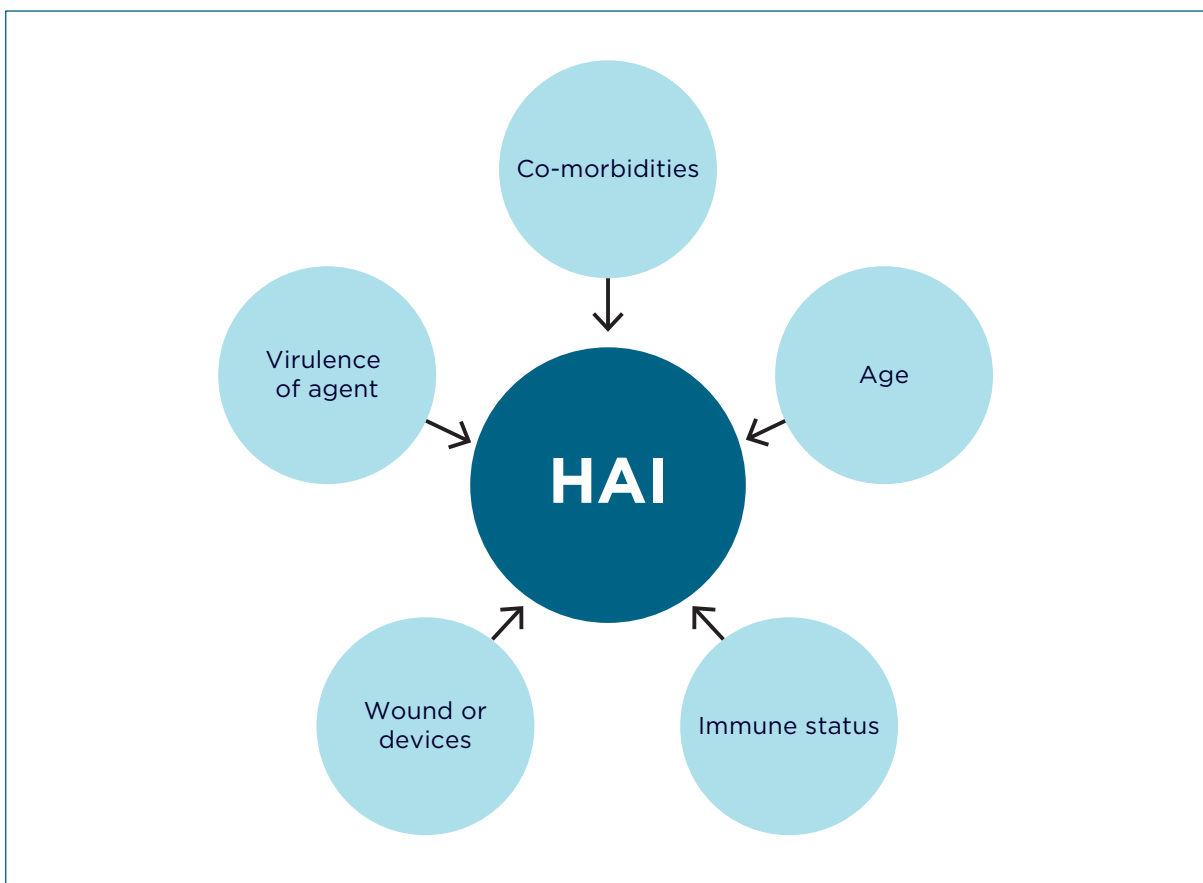 Co-morbidities
Virulence
of agent
Age
HAI
Wound or
devices
Immune status